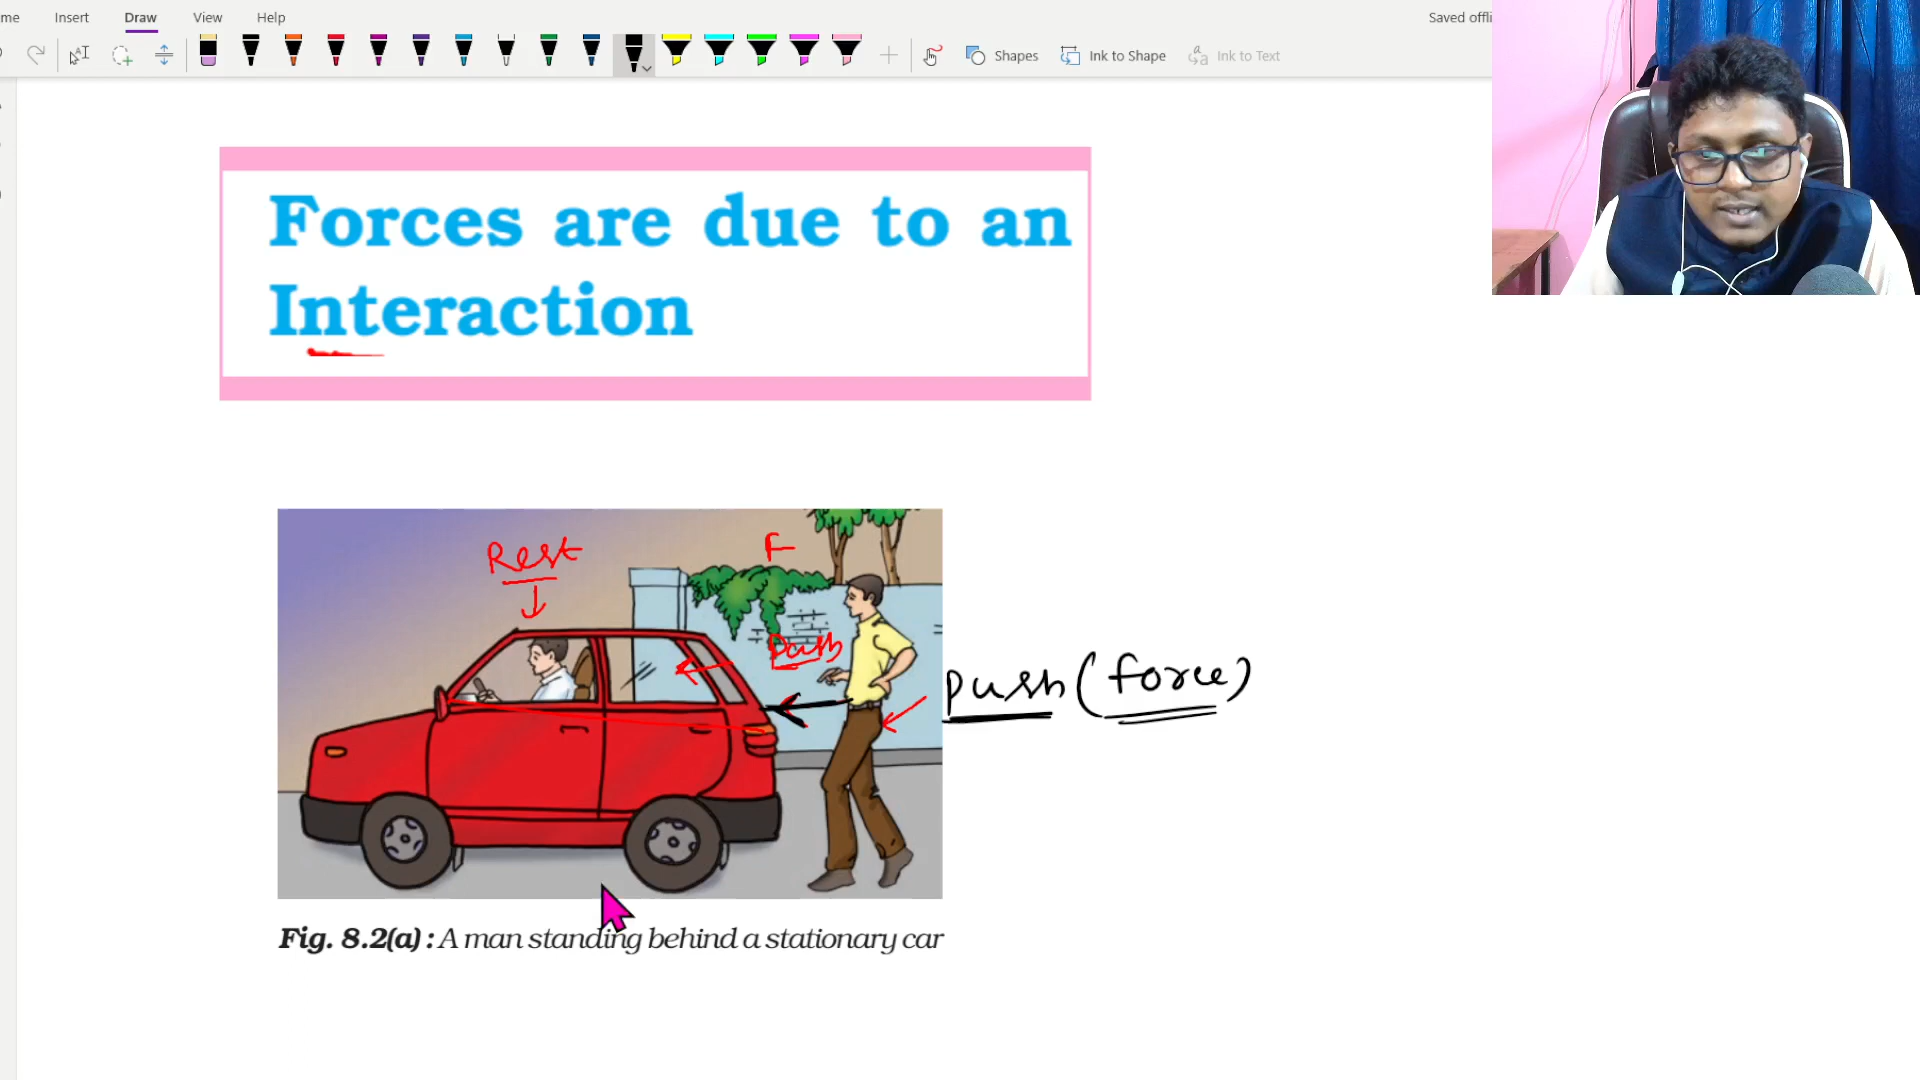 me Insert Draw View Help Saved offli
Shapes Ink to Shape Ink to Text
Forces are due to an
Interaction
Rest
F
Push
push (force)
Fig. 8.2(a) : A man standing behind a stationary car